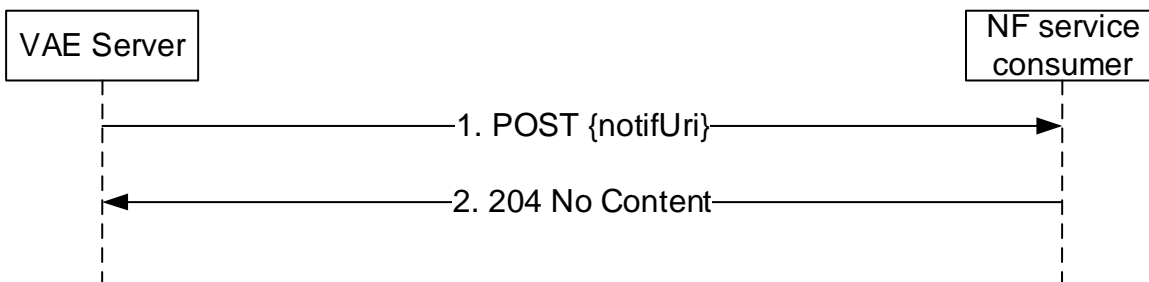 VAE Server
NF service
consumer
1. POST {notifUri}
2. 204 No Content